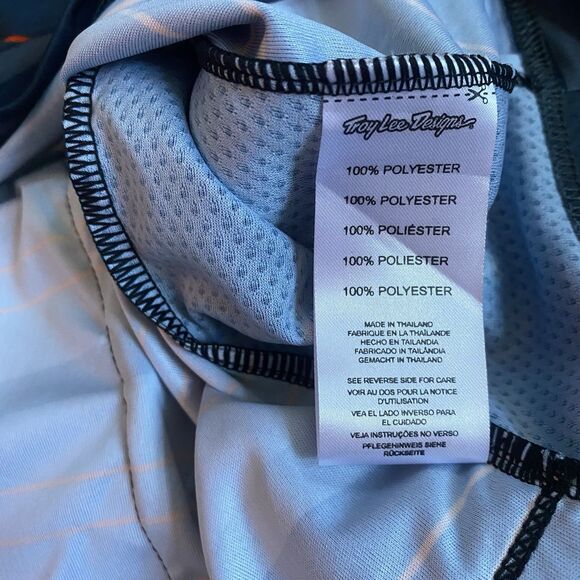 Troy Lee Designs
100% POLYESTER
100% POLYESTER
100% POLIÉSTER
100% POLIESTER
100% POLYESTER
MADE IN THAILAND
FABRIQUE EN LA THAÏLANDE
HECHO EN TAILANDIA
FABRICADO EN TAILÂNDIA
GEMACHT IN THAILAND
SEE REVERSE SIDE FOR CARE
VOIR AU DOS POUR LA NOTICE
D'UTILISATION
VEA EL LADO INVERSO PARA
EL CUIDADO
VEJA INSTRUÇÕES NO VERSO
PFLEGEHINWEIS SIEHE
RÜCKSEITE